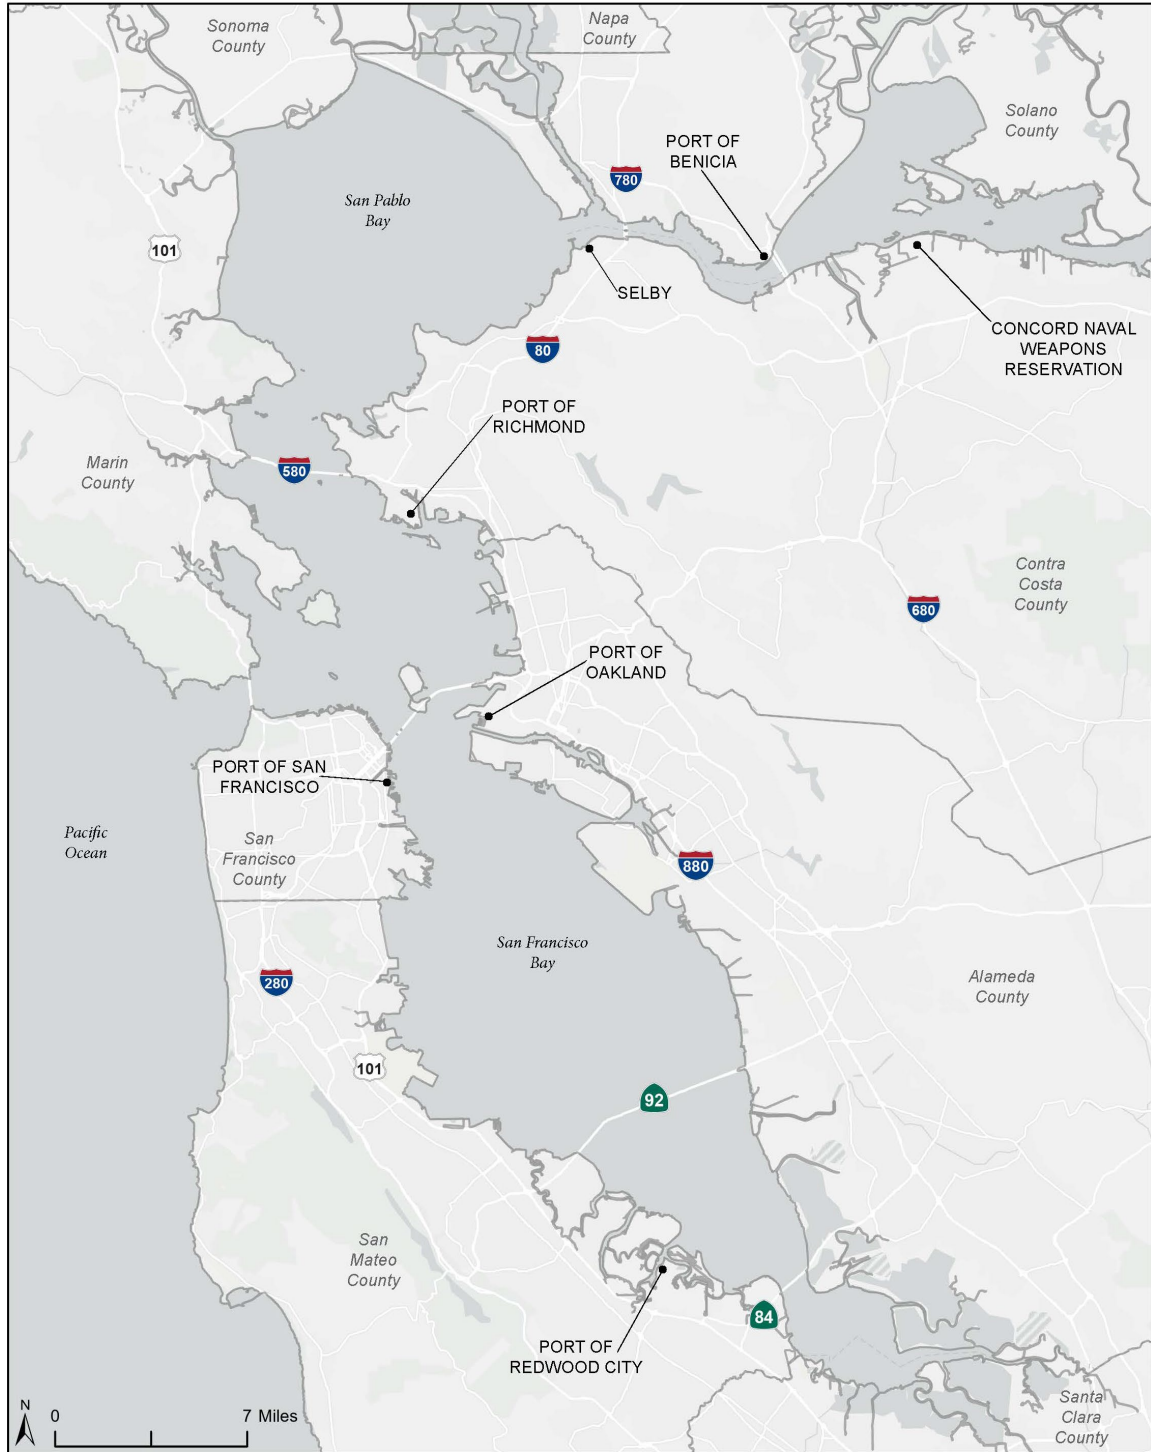 Sonoma
County
Napa
County
Solano
County
PORT OF
BENICIA
780
San Pablo
Bay
101
SELBY
CONCORD NAVAL
WEAPONS
RESERVATION
80
PORT OF
RICHMOND
Marin
County
580
Contra
Costa
County
680
PORT OF
OAKLAND
PORT OF SAN
FRANCISCO
Pacific
Ocean
San
Francisco
County
880
San Francisco
Bay
280
Alameda
County
101
92
San
Mateo
County
84
PORT OF
REDWOOD CITY
Santa
Clara
County
N
0
7 Miles